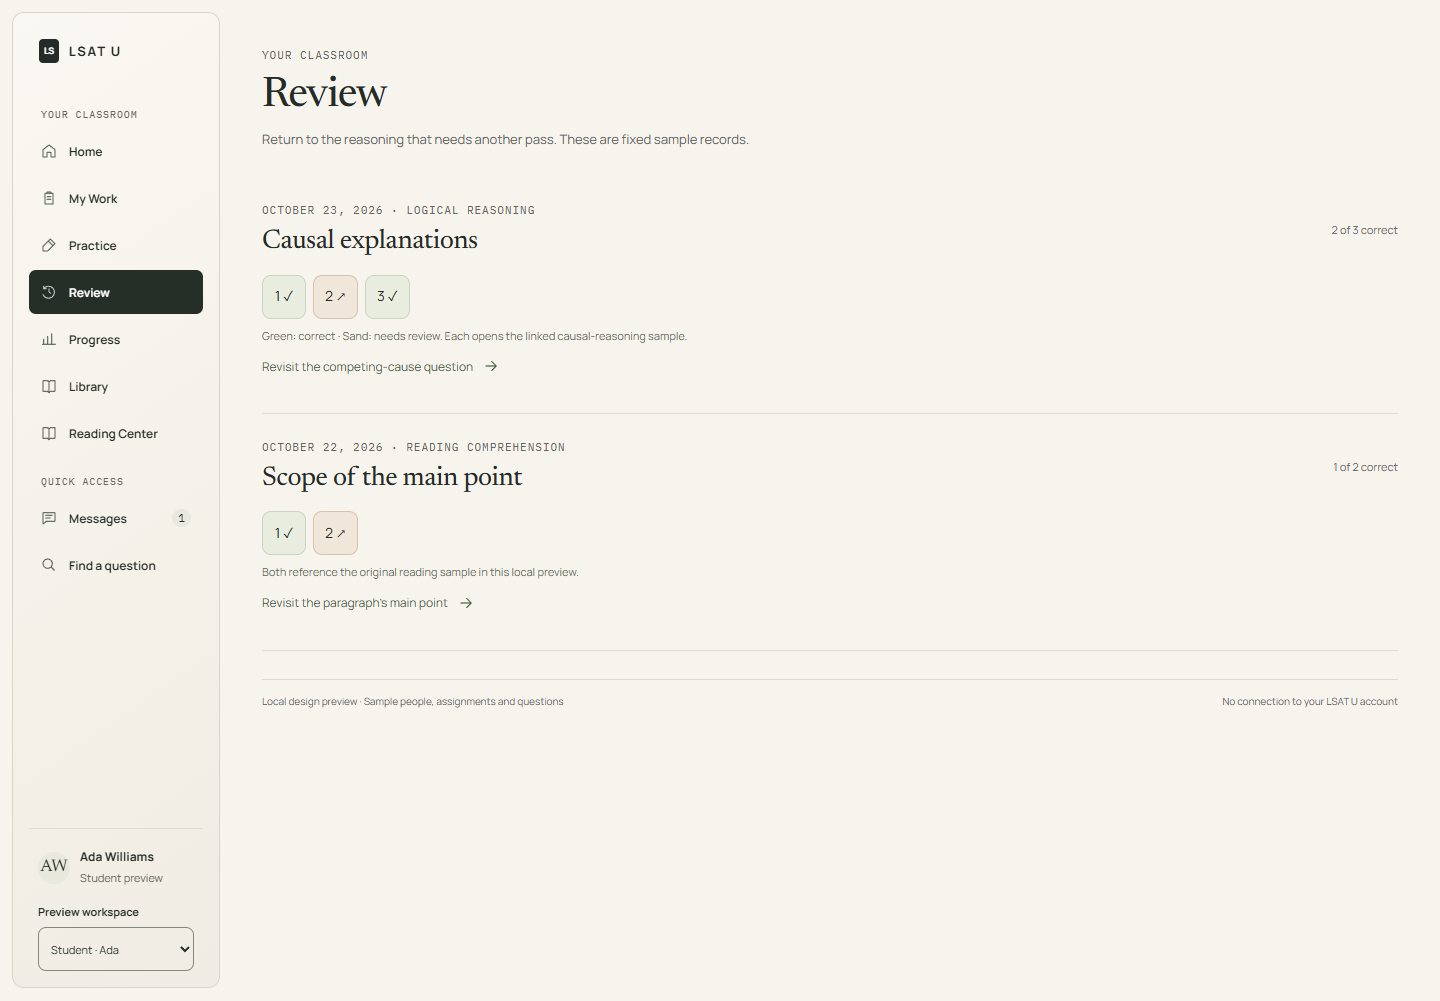 LS LSAT U
YOUR CLASSROOM
Home
My Work
Practice
Review
Progress
Library
Reading Center
QUICK ACCESS
Messages 1
Find a question
Ada Williams
AW
Student preview
Preview workspace
Student · Ada
YOUR CLASSROOM
Review
Return to the reasoning that needs another pass. These are fixed sample records.
OCTOBER 23, 2026 · LOGICAL REASONING
Causal explanations
2 of 3 correct
1 ✓ 2 ↗ 3 ✓
Green: correct · Sand: needs review. Each opens the linked causal-reasoning sample.
Revisit the competing-cause question →
OCTOBER 22, 2026 · READING COMPREHENSION
Scope of the main point
1 of 2 correct
1 ✓ 2 ↗
Both reference the original reading sample in this local preview.
Revisit the paragraph's main point →
Local design preview · Sample people, assignments and questions
No connection to your LSAT U account